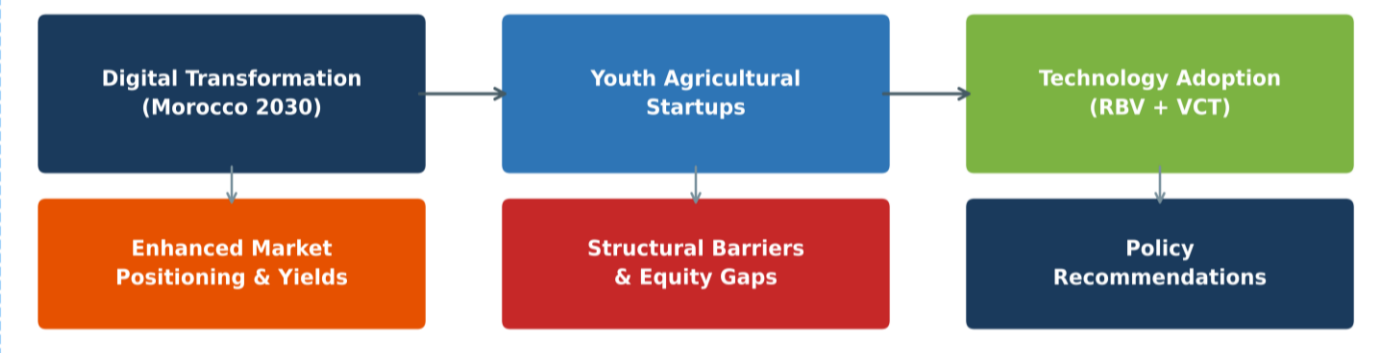 Digital Transformation
(Morocco 2030)
Youth Agricultural
Startups
Technology Adoption
(RBV + VCT)
Enhanced Market
Positioning & Yields
Structural Barriers
& Equity Gaps
Policy
Recommendations